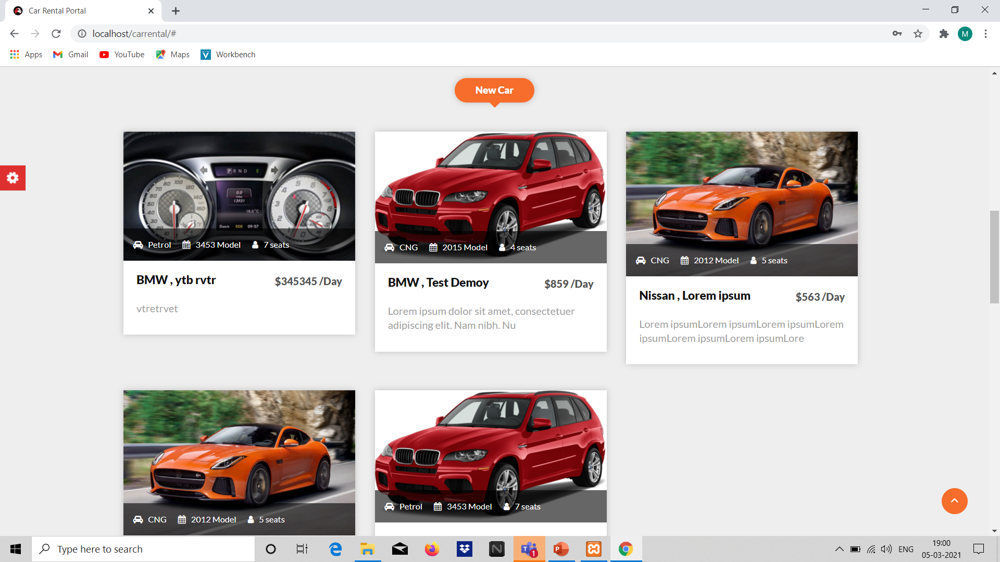 Car Rental Portal
localhost/carrental/#
M
Apps Gmail YouTube Maps Workbench
New Car
Petrol 3453 Model 7 seats
BMW , ytb rvtr $345345 /Day
vtretrvet
CNG 2015 Model 4 seats
BMW , Test Demoy $859 /Day
Lorem ipsum dolor sit amet, consectetuer
adipiscing elit. Nam nibh. Nu
CNG 2012 Model 5 seats
Nissan , Lorem ipsum $563 /Day
Lorem ipsumLorem ipsumLorem ipsumLorem
ipsumLorem ipsumLorem ipsumLore
CNG 2012 Model 5 seats
Petrol 3453 Model 7 seats
Type here to search
ENG
19:00
05-03-2021